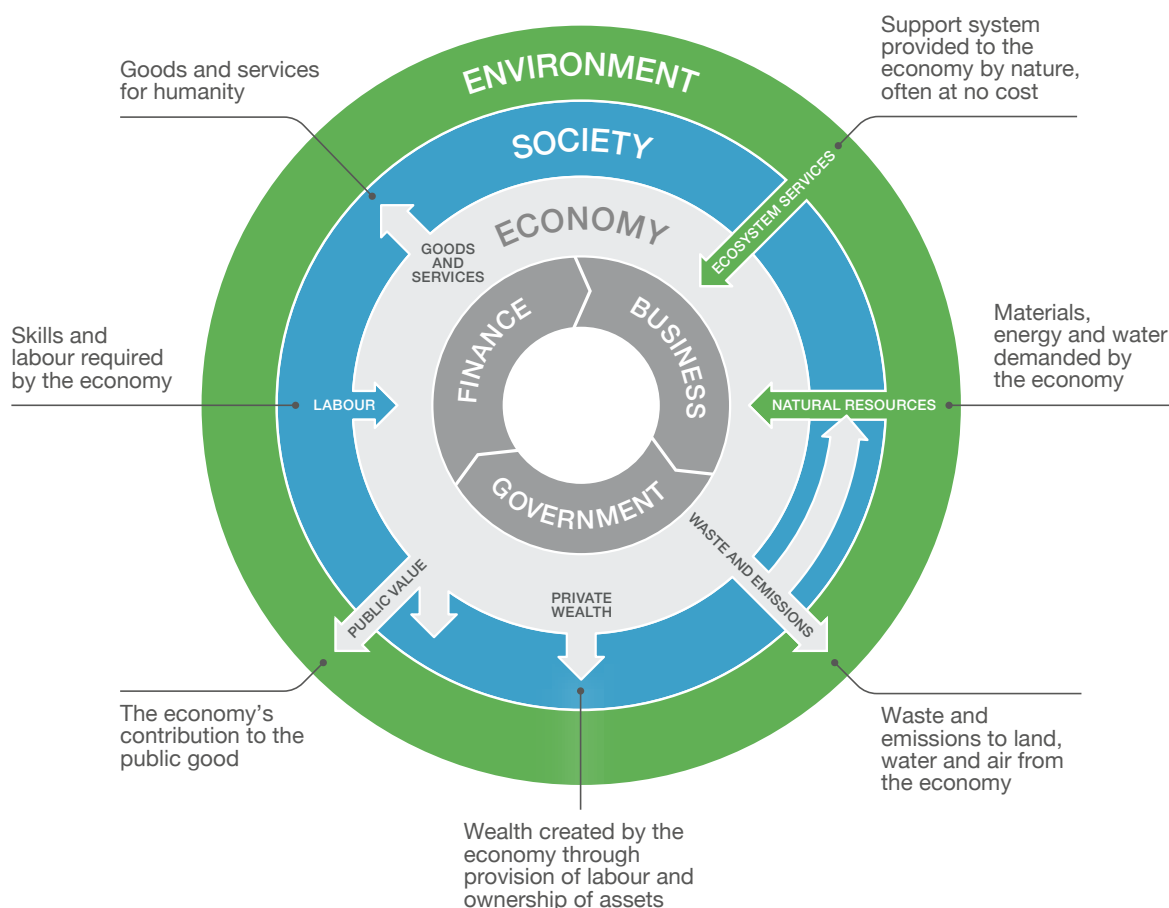 Goods and services
for humanity
Support system
provided to the
economy by nature,
often at no cost
ENVIRONMENT
SOCIETY
ECONOMY
ECOSYSTEM SERVICES
GOODS
AND
SERVICES
FINANCE
BUSINESS
GOVERNMENT
Skills and
labour required
by the economy
LABOUR
NATURAL RESOURCES
Materials,
energy and water
demanded by
the economy
WASTE AND EMISSIONS
PUBLIC VALUE
PRIVATE
WEALTH
The economy’s
contribution to the
public good
Waste and
emissions to land,
water and air from
the economy
Wealth created by the
economy through
provision of labour and
ownership of assets